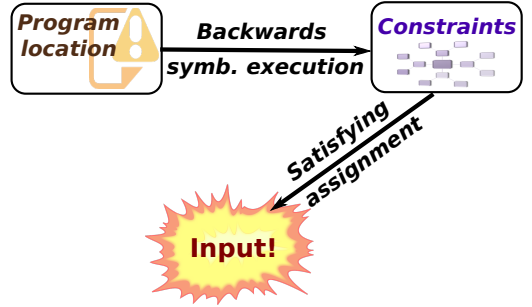 Program
location
Backwards
symb. execution
Constraints
Satisfying
assignment
Input!